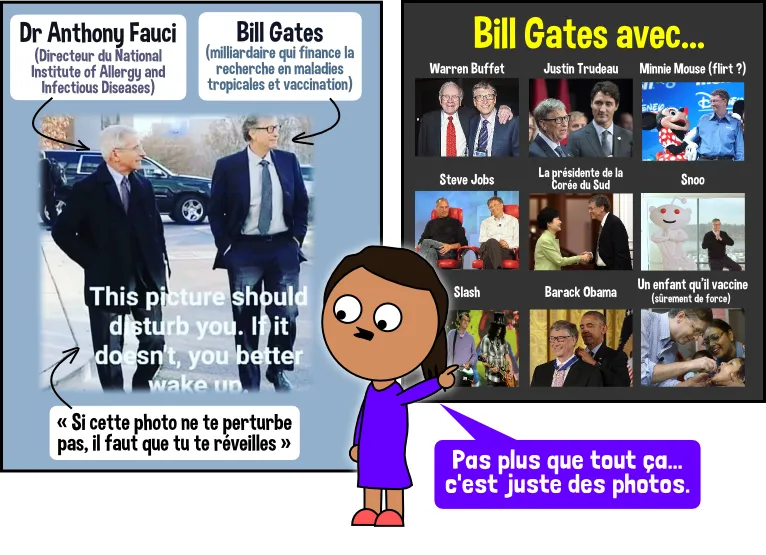 Dr Anthony Fauci
(Directeur du National
Institute of Allergy and
Infectious Diseases)
Bill Gates
(milliardaire qui finance la
recherche en maladies
tropicales et vaccination)
This picture should
disturb you. If it
doesn't, you better
wake up.
« Si cette photo ne te perturbe
pas, il faut que tu te réveilles »
Bill Gates avec...
Warren Buffet
Justin Trudeau
Minnie Mouse (flirt ?)
Steve Jobs
La présidente de la
Corée du Sud
Snoo
Slash
Barack Obama
Un enfant qu'il vaccine
(sûrement de force)
Pas plus que tout ça...
c'est juste des photos.